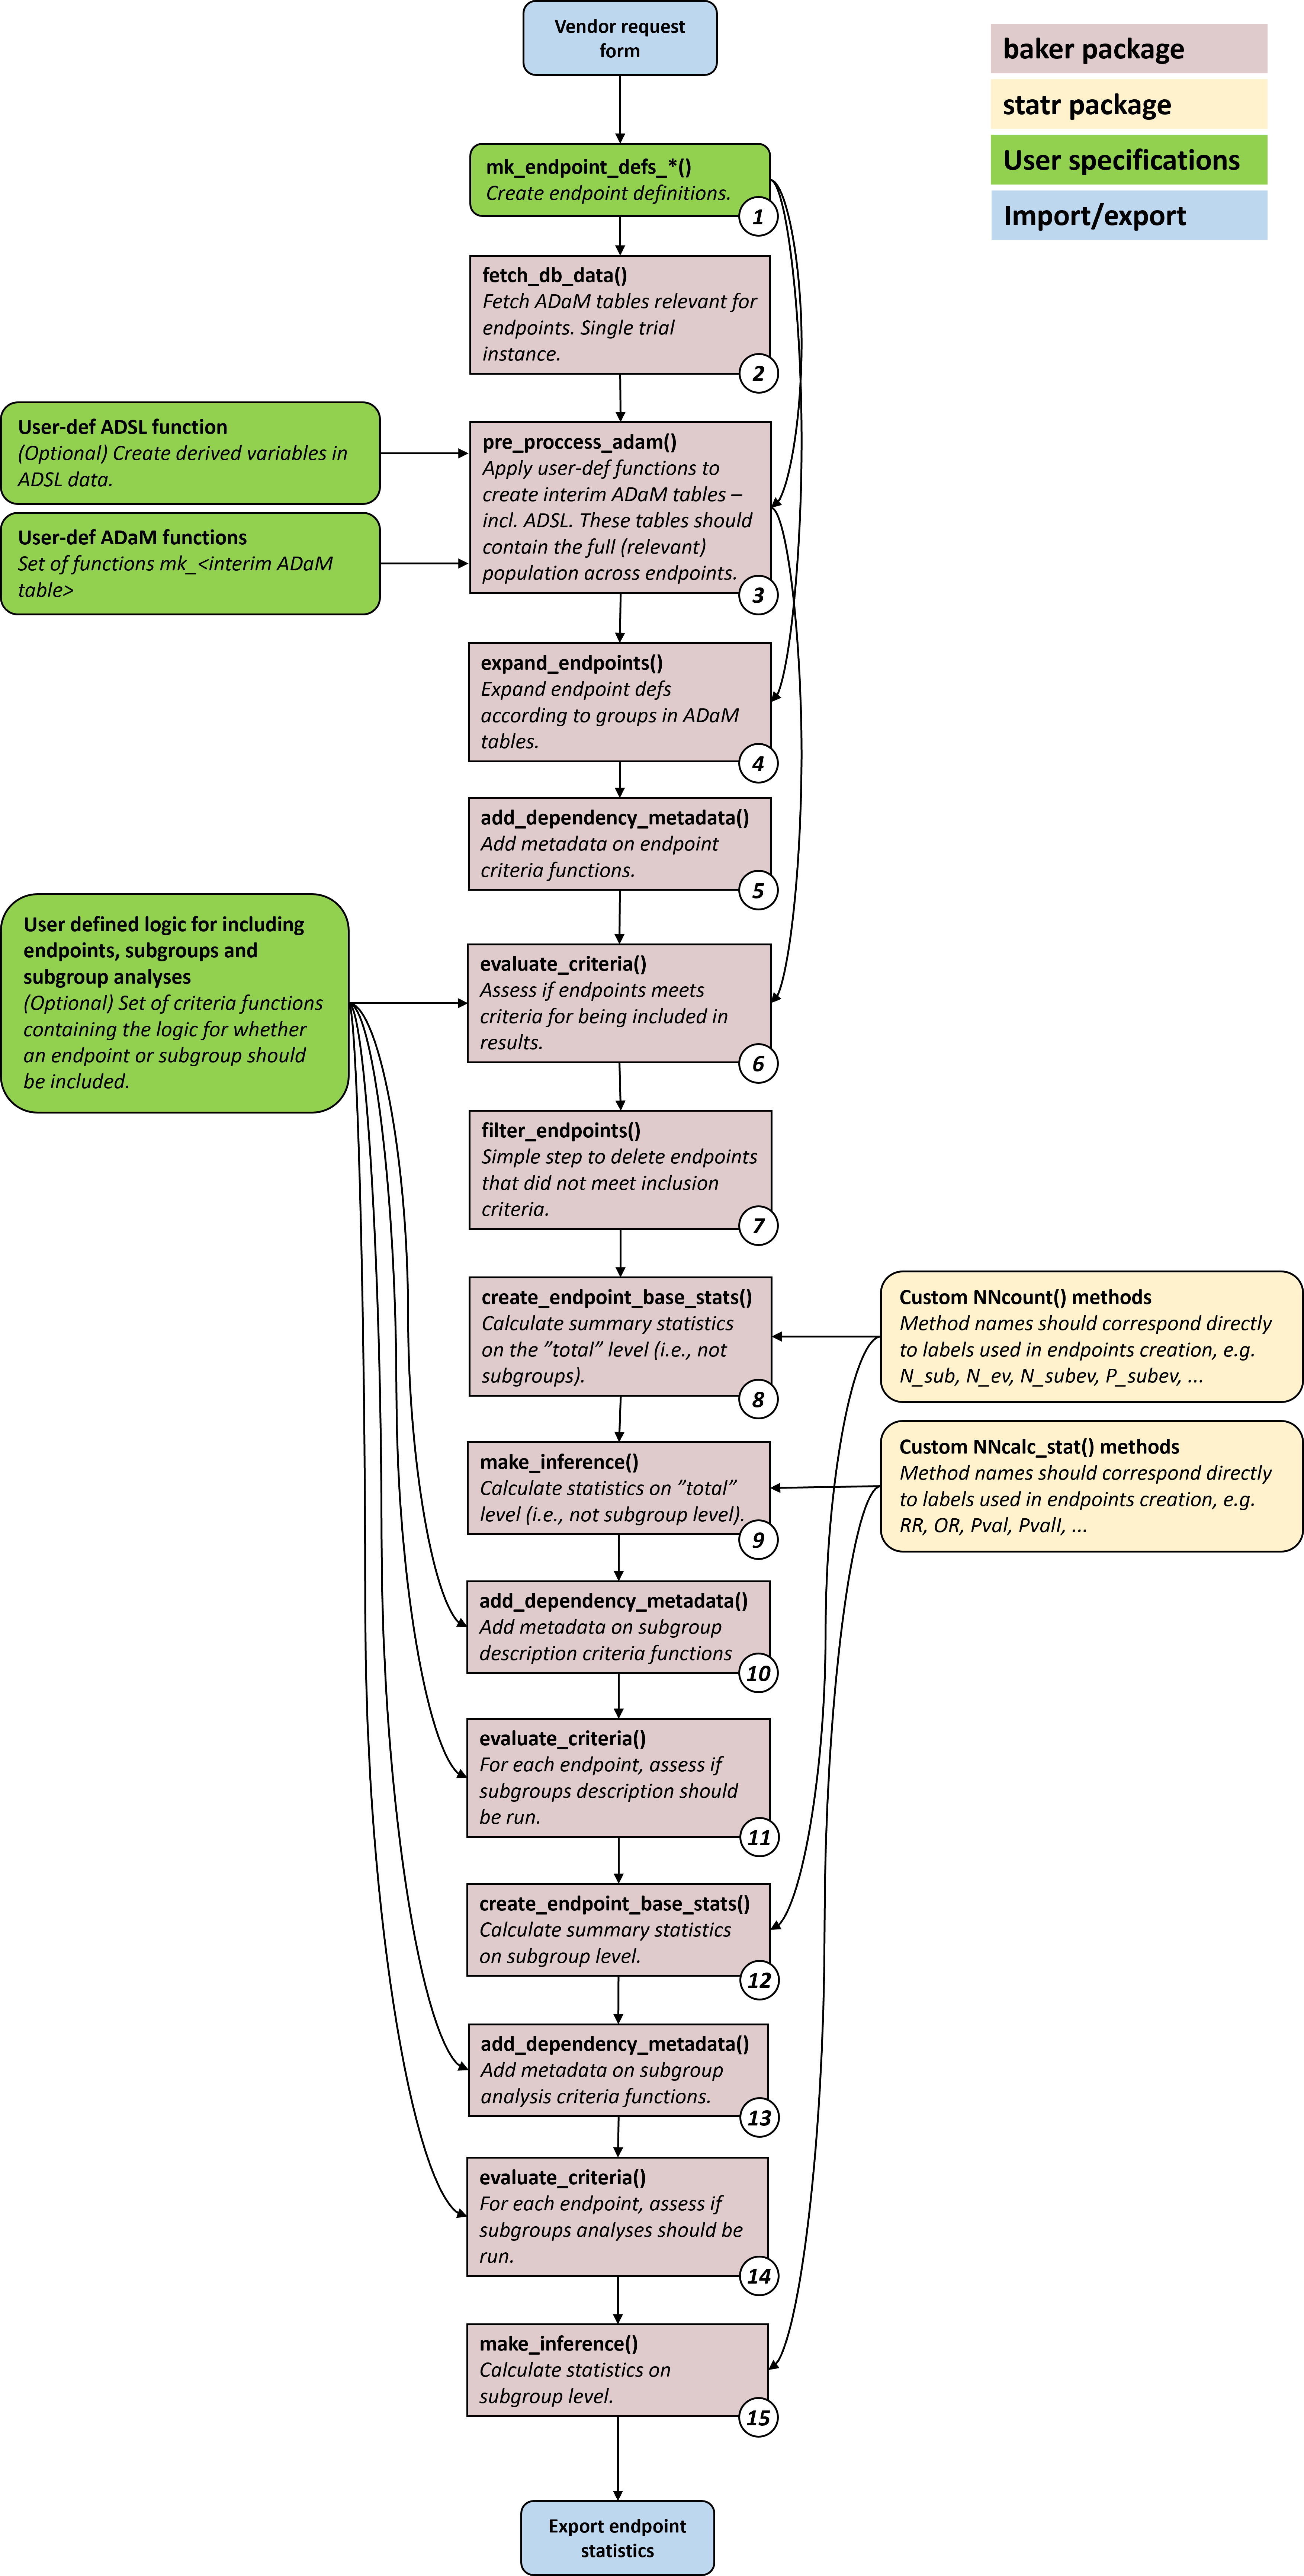 Vendor request
form
baker package
statr package
User specifications
Import/export
mk_endpoint_defs_*()
Create endpoint definitions.
1
fetch_db_data()
Fetch ADaM tables relevant for
endpoints. Single trial
instance.
2
User-def ADSL function
(Optional) Create derived variables in
ADSL data.
User-def ADaM functions
Set of functions mk_<interim ADaM
table>
pre_proccess_adam()
Apply user-def functions to
create interim ADaM tables –
incl. ADSL. These tables should
contain the full (relevant)
population across endpoints.
3
expand_endpoints()
Expand endpoint defs
according to groups in ADaM
tables.
4
add_dependency_metadata()
Add metadata on endpoint
criteria functions.
5
User defined logic for including
endpoints, subgroups and
subgroup analyses
(Optional) Set of criteria functions
containing the logic for whether
an endpoint or subgroup should
be included.
evaluate_criteria()
Assess if endpoints meets
criteria for being included in
results.
6
filter_endpoints()
Simple step to delete endpoints
that did not meet inclusion
criteria.
7
create_endpoint_base_stats()
Calculate summary statistics
on the ”total” level (i.e., not
subgroups).
8
Custom NNcount() methods
Method names should correspond directly
to labels used in endpoints creation, e.g.
N_sub, N_ev, N_subev, P_subev, ...
make_inference()
Calculate statistics on ”total”
level (i.e., not subgroup level).
9
Custom NNcalc_stat() methods
Method names should correspond directly
to labels used in endpoints creation, e.g.
RR, OR, Pval, PvalI, ...
add_dependency_metadata()
Add metadata on subgroup
description criteria functions
10
evaluate_criteria()
For each endpoint, assess if
subgroups description should
be run.
11
create_endpoint_base_stats()
Calculate summary statistics
on subgroup level.
12
add_dependency_metadata()
Add metadata on subgroup
analysis criteria functions.
13
evaluate_criteria()
For each endpoint, assess if
subgroups analyses should be
run.
14
make_inference()
Calculate statistics on
subgroup level.
15
Export endpoint
statistics